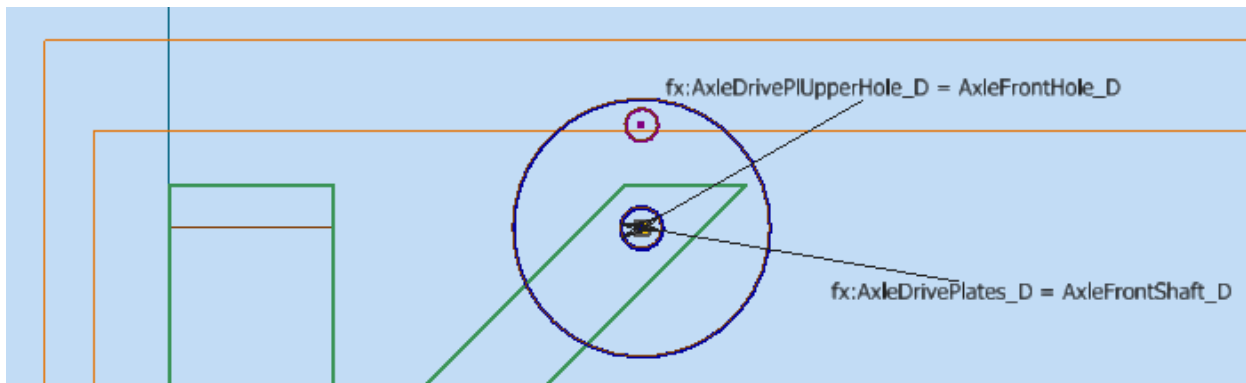 fx:AxleDrivePlUpperHole_D = AxleFrontHole_D
fx:AxleDrivePlates_D = AxleFrontShaft_D